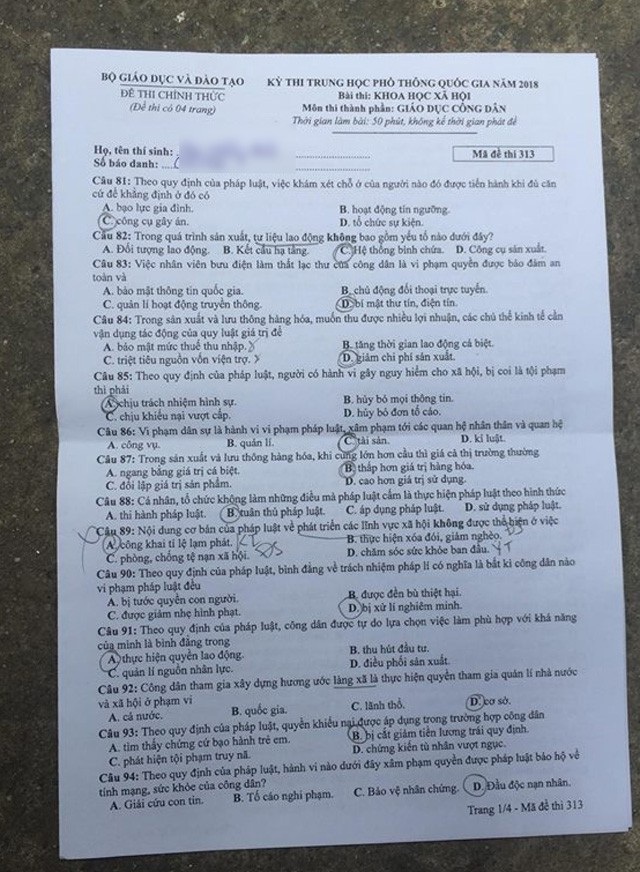 BỘ GIÁO DỤC VÀ ĐÀO TẠO
ĐỀ THI CHÍNH THỨC
(Đề thi có 04 trang)
KỲ THI TRUNG HỌC PHỔ THÔNG QUỐC GIA NĂM 2018
Bài thi: KHOA HỌC XÃ HỘI
Môn thi thành phần: GIÁO DỤC CÔNG DÂN
Thời gian làm bài: 50 phút, không kể thời gian phát đề
Họ, tên thí sinh:
Số báo danh:
Mã đề thi 313
Câu 81: Theo quy định của pháp luật, việc khám xét chỗ ở của người nào đó được tiến hành khi đủ căn
cứ để khẳng định ở đó có
A. bạo lực gia đình. B. hoạt động tín ngưỡng.
C. công cụ gây án. D. tổ chức sự kiện.
Câu 82: Trong quá trình sản xuất, tư liệu lao động không bao gồm yếu tố nào dưới đây?
A. Đối tượng lao động. B. Kết cấu hạ tầng. C. Hệ thống bình chứa. D. Công cụ sản xuất.
Câu 83: Việc nhân viên bưu điện làm thất lạc thư của công dân là vi phạm quyền được bảo đảm an
toàn và
A. bảo mật thông tin quốc gia. B. chủ động đối thoại trực tuyến.
C. quản lí hoạt động truyền thông. D. bí mật thư tín, điện tín.
Câu 84: Trong sản xuất và lưu thông hàng hóa, muốn thu được nhiều lợi nhuận, các chủ thể kinh tế cần
vận dụng tác động của quy luật giá trị để
A. bảo mật mức thuế thu nhập. B. tăng thời gian lao động cá biệt.
C. triệt tiêu nguồn vốn viện trợ. D. giảm chi phí sản xuất.
Câu 85: Theo quy định của pháp luật, người có hành vi gây nguy hiểm cho xã hội, bị coi là tội phạm
thì phải
A. chịu trách nhiệm hình sự. B. hủy bỏ mọi thông tin.
C. chịu khiếu nại vượt cấp. D. hủy bỏ đơn tố cáo.
Câu 86: Vi phạm dân sự là hành vi vi phạm pháp luật, xâm phạm tới các quan hệ nhân thân và quan hệ
A. công vụ. B. quản lí. C. tài sản. D. kỉ luật.
Câu 87: Trong sản xuất và lưu thông hàng hóa, khi cung lớn hơn cầu thì giá cả thị trường thường
A. ngang bằng giá trị cá biệt. B. thấp hơn giá trị hàng hóa.
C. đối lập giá trị sản phẩm. D. cao hơn giá trị sử dụng.
Câu 88: Cá nhân, tổ chức không làm những điều mà pháp luật cấm là thực hiện pháp luật theo hình thức
A. thi hành pháp luật. B. tuân thủ pháp luật. C. áp dụng pháp luật. D. sử dụng pháp luật.
Câu 89: Nội dung cơ bản của pháp luật về phát triển các lĩnh vực xã hội không được thể hiện ở việc
A. công khai tỉ lệ lạm phát. KT B. thực hiện xóa đói, giảm nghèo. DS
C. phòng, chống tệ nạn xã hội. D. chăm sóc sức khỏe ban đầu. YT
Câu 90: Theo quy định của pháp luật, bình đẳng về trách nhiệm pháp lí có nghĩa là bất kì công dân nào
vi phạm pháp luật đều
A. bị tước quyền con người. B. được đền bù thiệt hại.
C. được giảm nhẹ hình phạt. D. bị xử lí nghiêm minh.
Câu 91: Theo quy định của pháp luật, công dân được tự do lựa chọn việc làm phù hợp với khả năng
của mình là bình đẳng trong
A. thực hiện quyền lao động. B. thu hút đầu tư.
C. quản lí nguồn nhân lực. D. điều phối sản xuất.
Câu 92: Công dân tham gia xây dựng hương ước làng xã là thực hiện quyền tham gia quản lí nhà nước
và xã hội ở phạm vi
A. cả nước. B. quốc gia. C. lãnh thổ. D. cơ sở.
Câu 93: Theo quy định của pháp luật, quyền khiếu nại được áp dụng trong trường hợp công dân
A. tìm thấy chứng cứ bạo hành trẻ em. B. bị cắt giảm tiền lương trái quy định.
C. phát hiện tội phạm truy nã. D. chứng kiến tù nhân vượt ngục.
Câu 94: Theo quy định của pháp luật, hành vi nào dưới đây xâm phạm quyền được pháp luật bảo hộ về
tính mạng, sức khỏe của công dân?
A. Giải cứu con tin. B. Tố cáo nghi phạm. C. Bảo vệ nhân chứng. D. Đầu độc nạn nhân.
Trang 1/4 - Mã đề thi 313